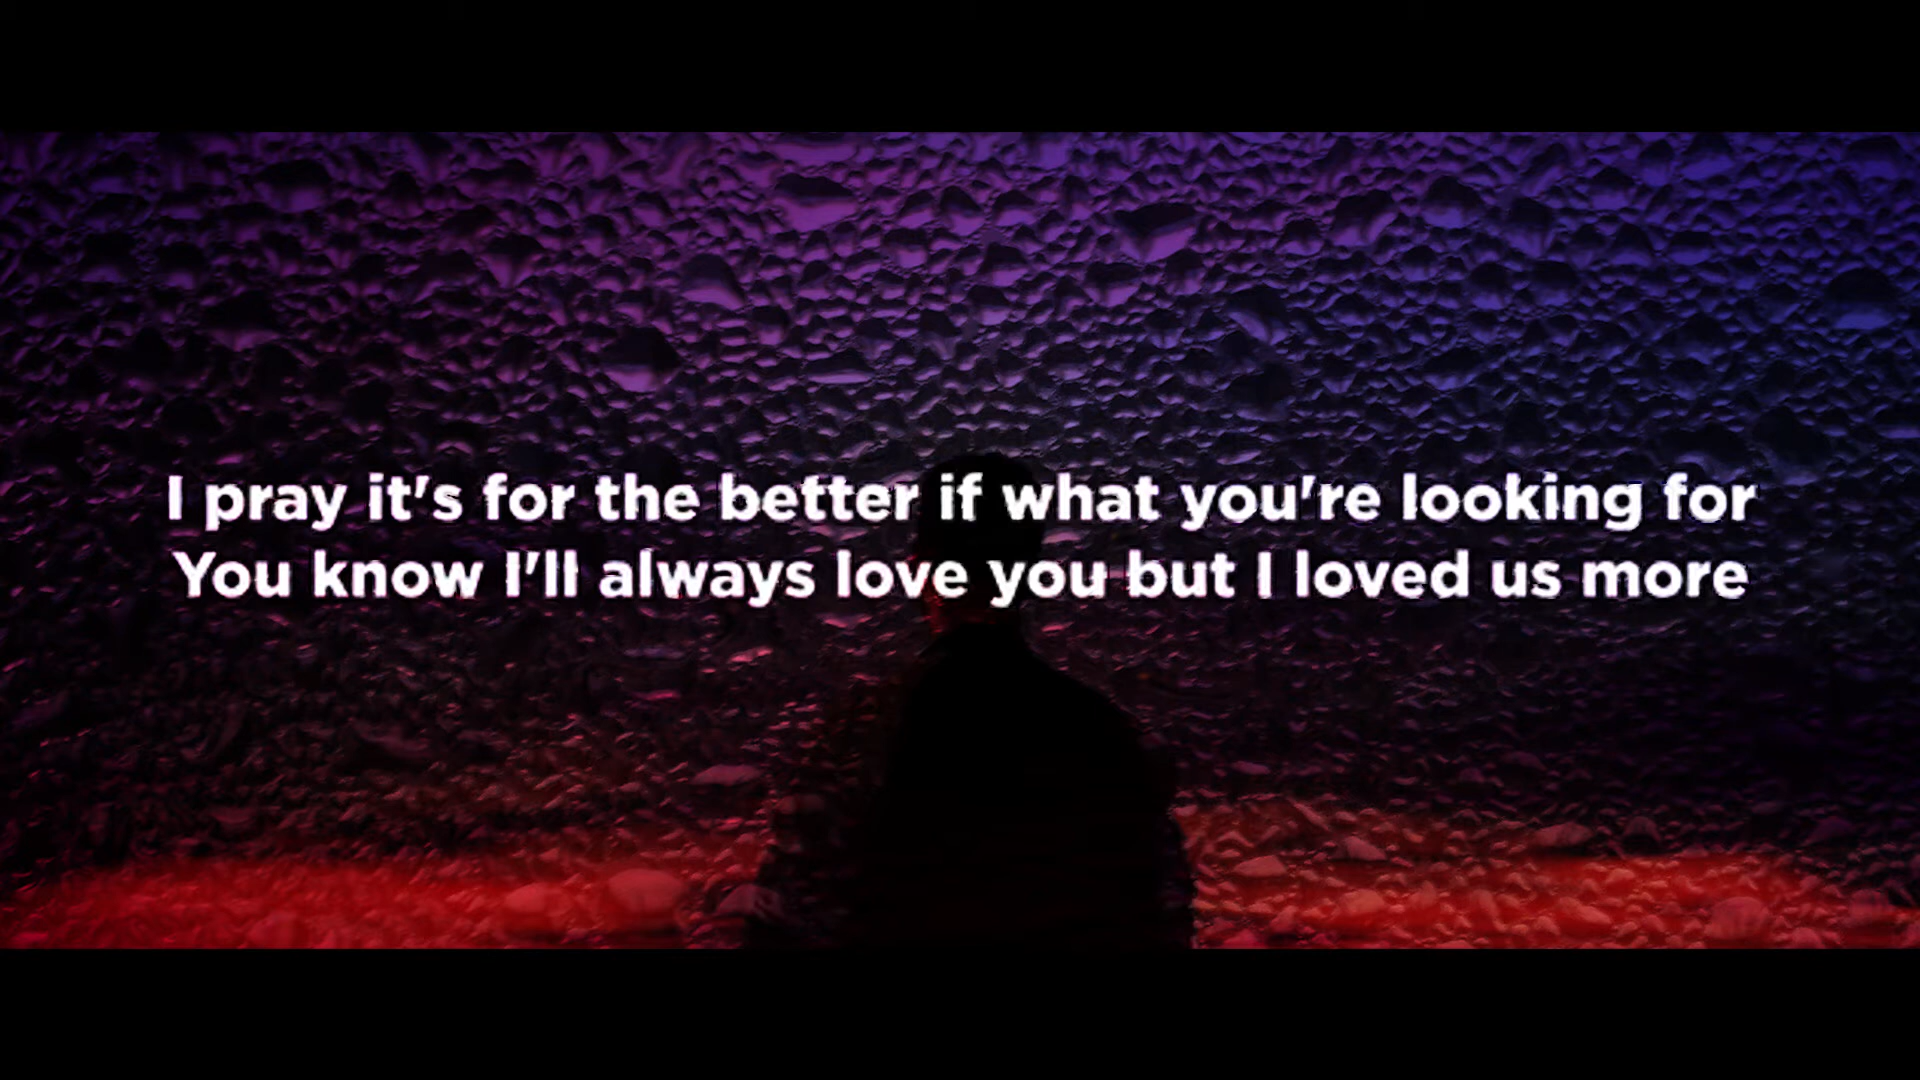 I pray it's for the better if what you're looking for
You know I'll always love you but I loved us more